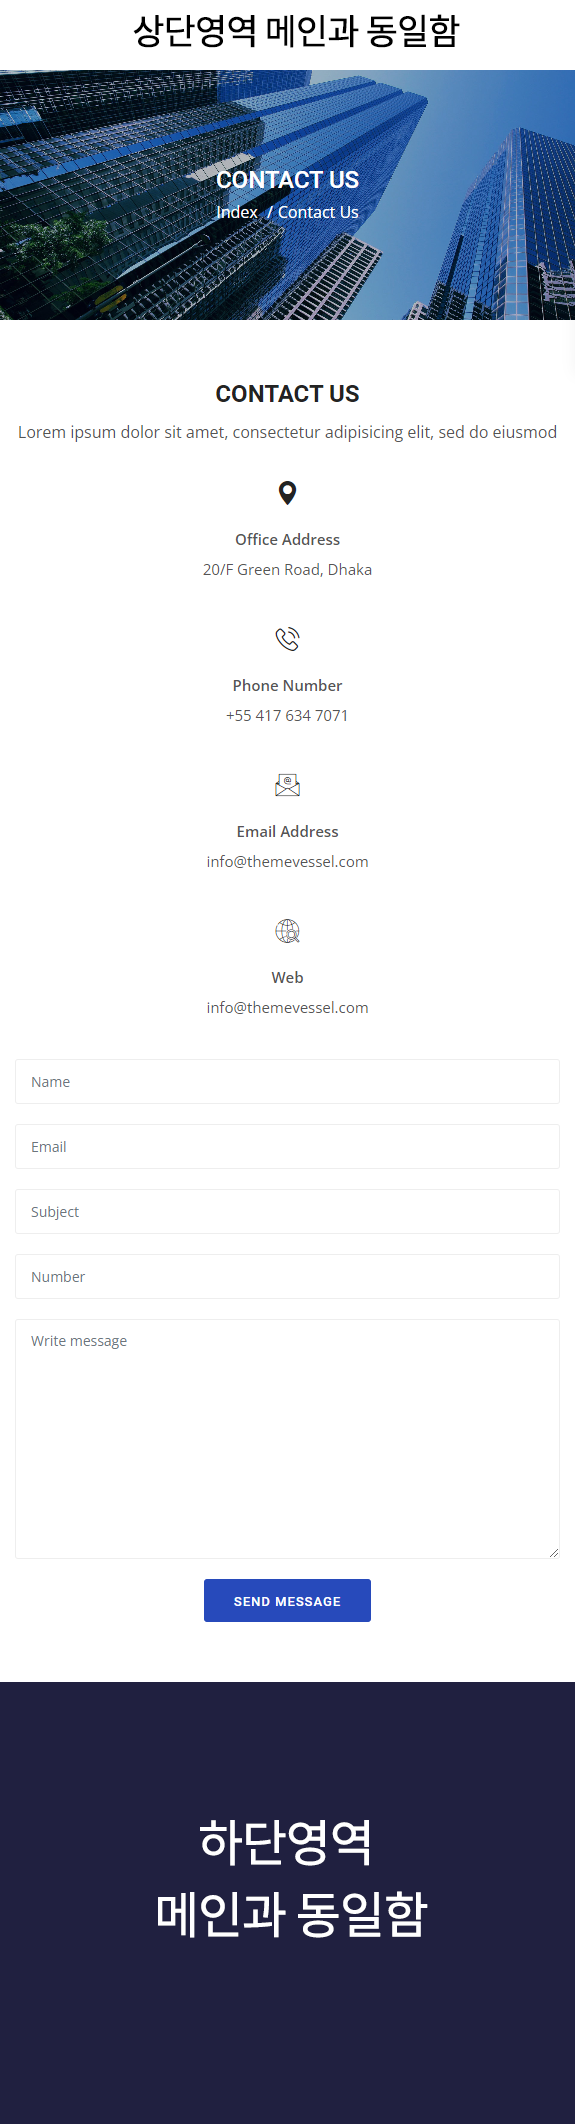 상단영역 메인과 동일함
CONTACT US
Index / Contact Us
CONTACT US
Lorem ipsum dolor sit amet, consectetur adipisicing elit, sed do eiusmod
Office Address
20/F Green Road, Dhaka
Phone Number
+55 417 634 7071
Email Address
info@themevessel.com
Web
info@themevessel.com
Name
Email
Subject
Number
Write message
SEND MESSAGE
하단영역
메인과 동일함